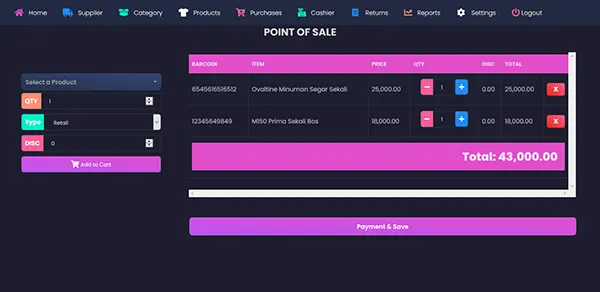 Home Supplier Category Products Purchases Cashier Returns Reports Settings Logout
POINT OF SALE
Select a Product
QTY 1
Type Retail
DISC 0
Add to Cart
BARCODE ITEM PRICE QTY DISC TOTAL
6545616516512 Ovaltine Minuman Segar Sekali 25,000.00 − 1 + 0.00 25,000.00 X
12345649849 M150 Prima Sekali Bos 18,000.00 − 1 + 0.00 18,000.00 X
Total: 43,000.00
Payment & Save